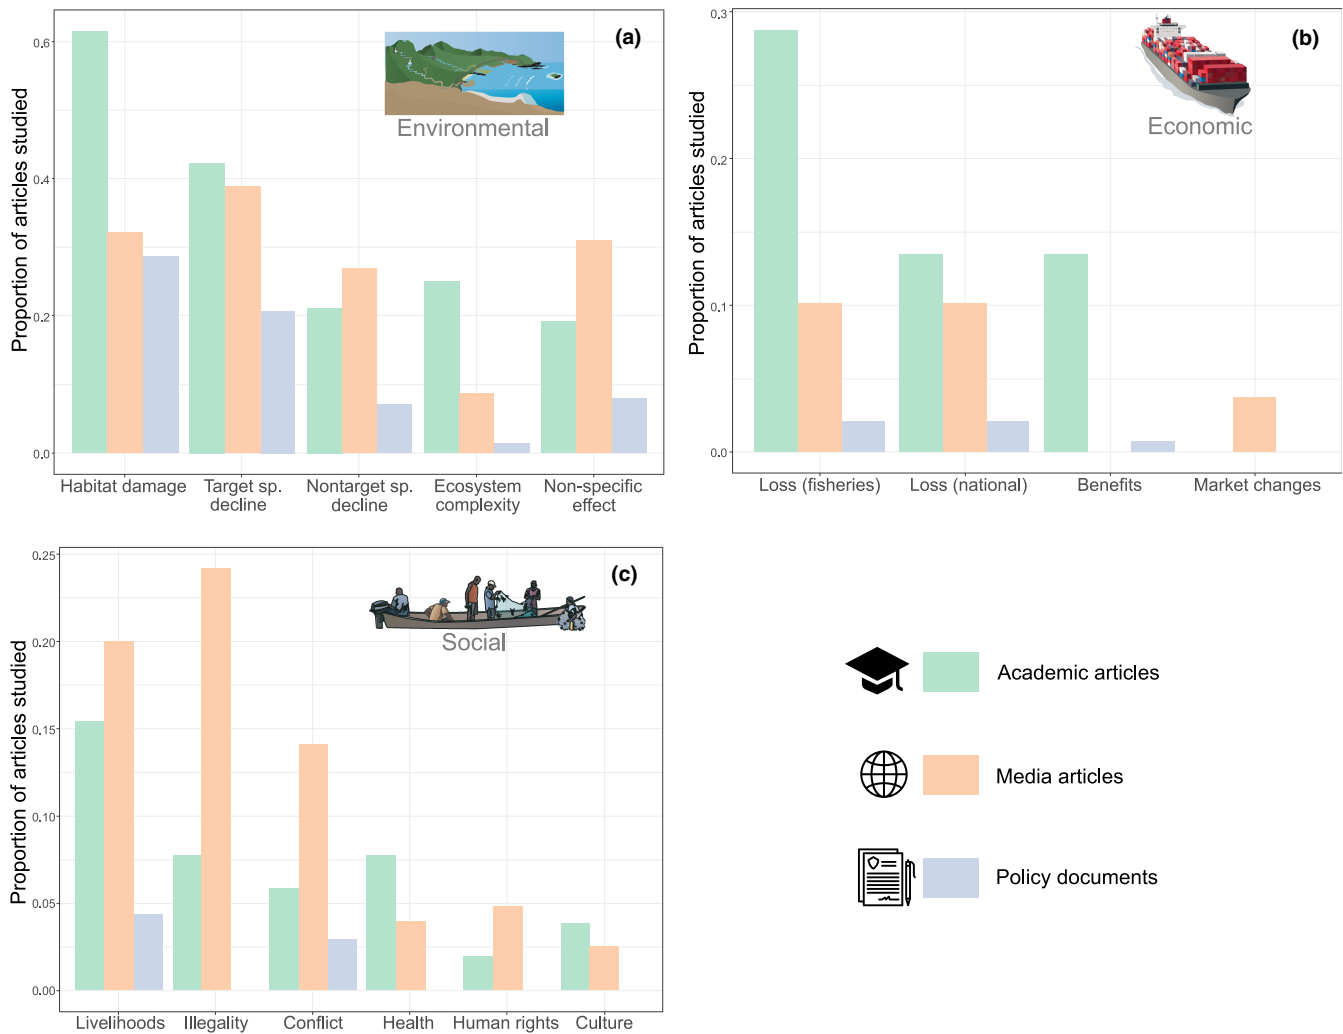 (a)
Environmental
Proportion of articles studied
0.6
0.4
0.2
0.0
Habitat damage
Target sp. decline
Nontarget sp. decline
Ecosystem complexity
Non-specific effect
(b)
Economic
Proportion of articles studied
0.3
0.2
0.1
0.0
Loss (fisheries)
Loss (national)
Benefits
Market changes
(c)
Social
Proportion of articles studied
0.25
0.20
0.15
0.10
0.05
0.00
Livelihoods
Illegality
Conflict
Health
Human rights
Culture
Academic articles
Media articles
Policy documents